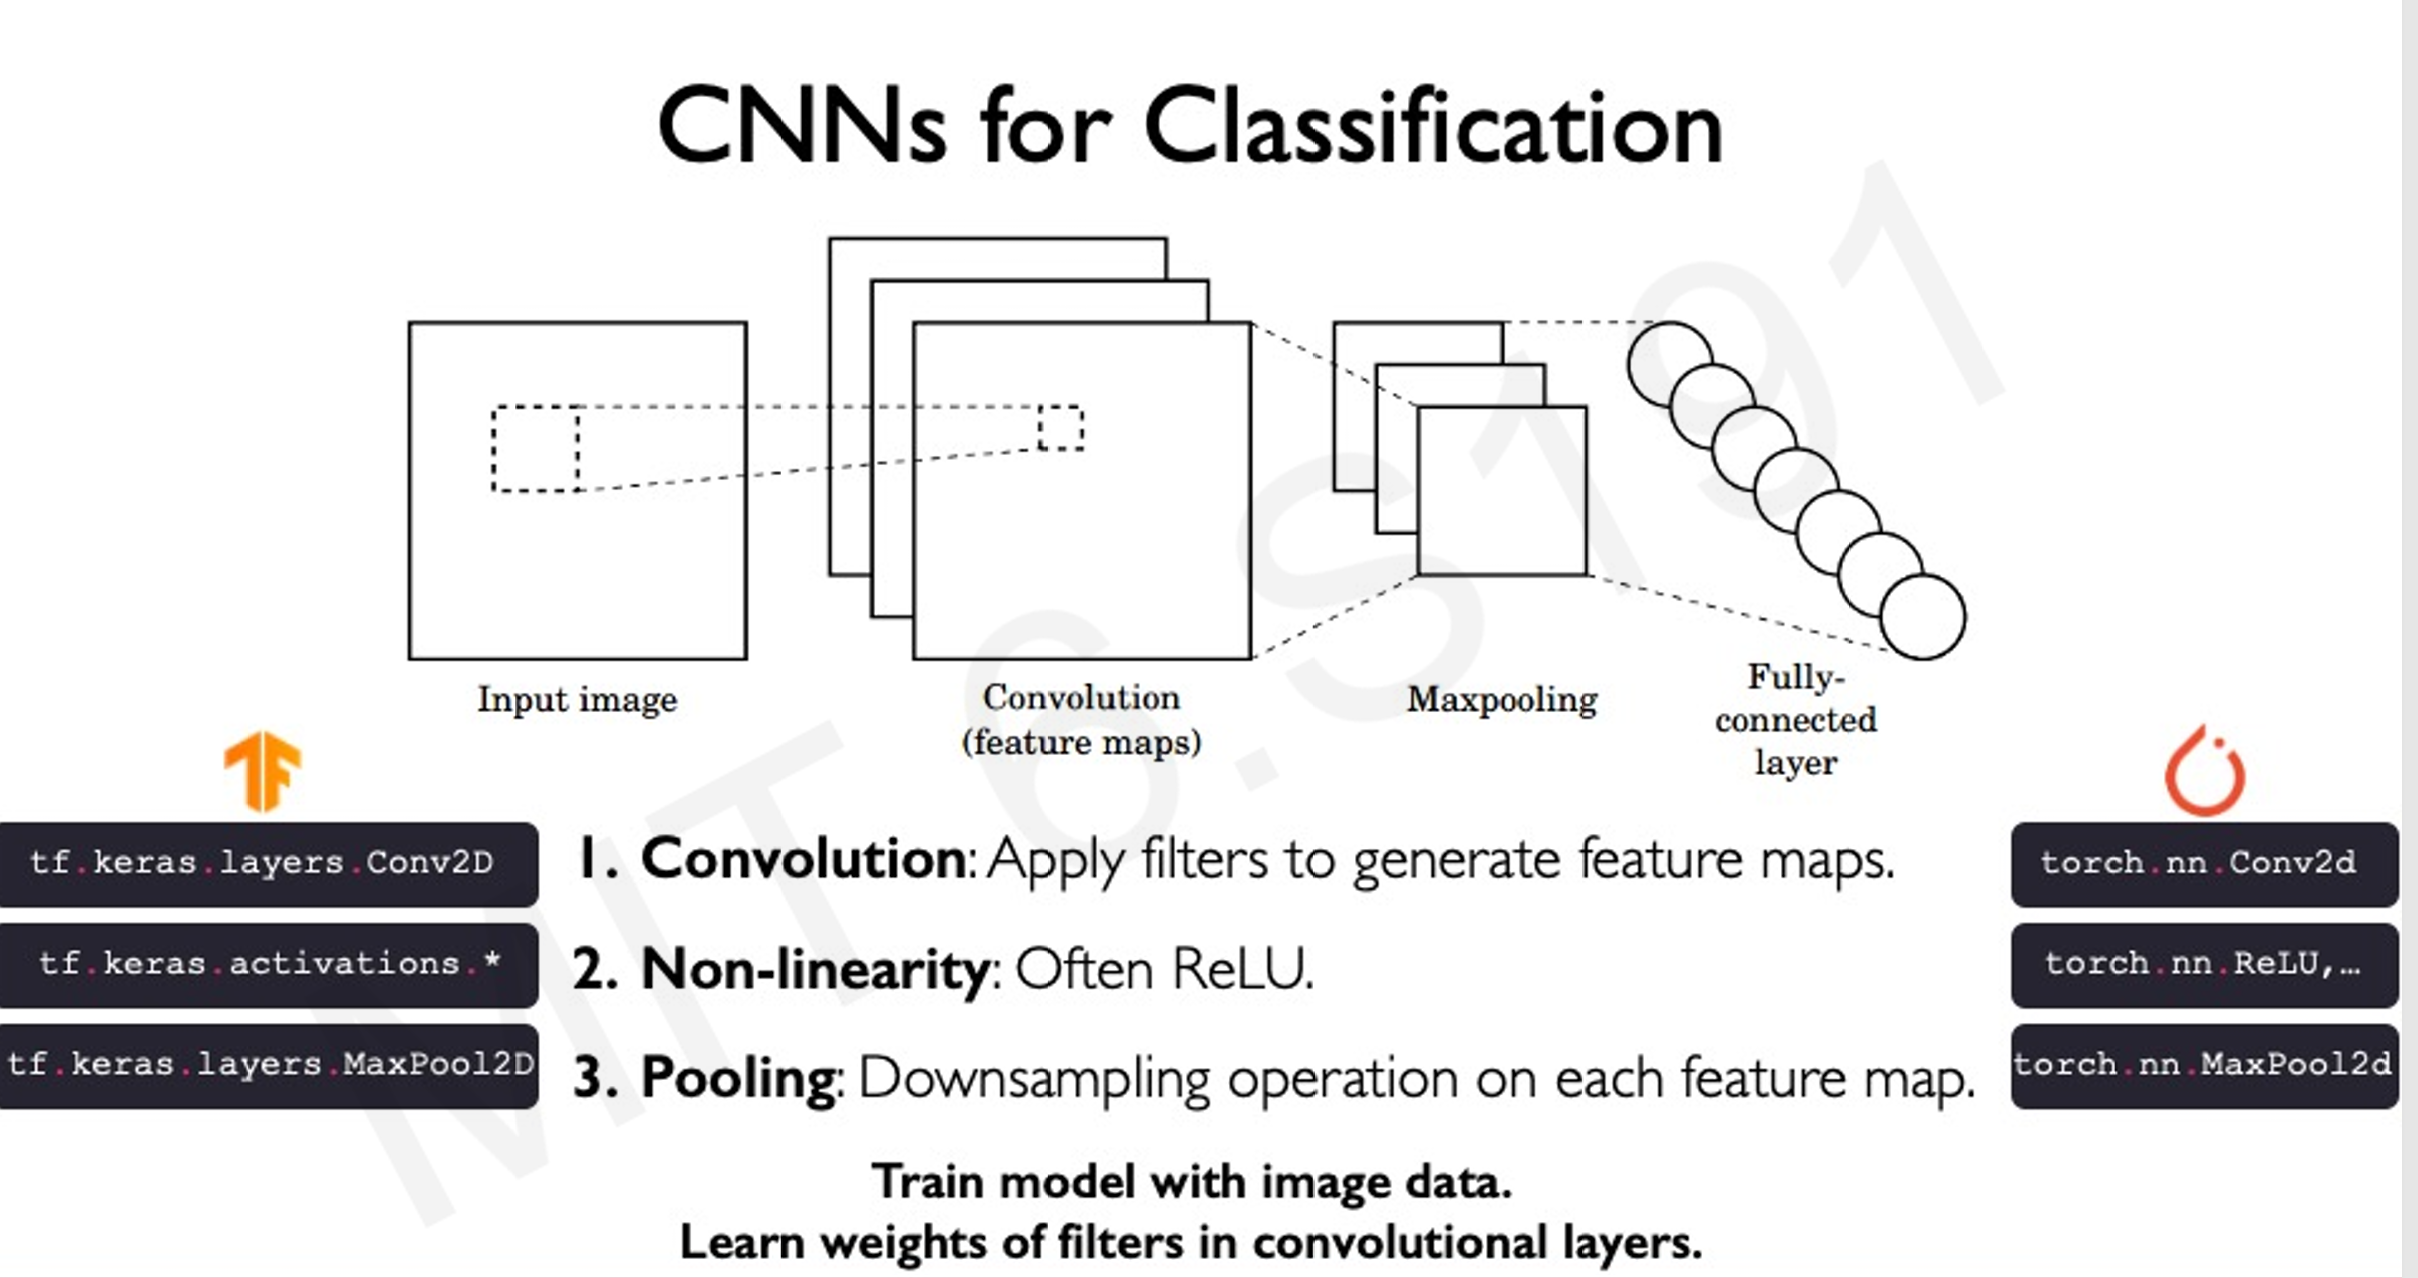 CNNs for Classification
Input image
Convolution
(feature maps)
Maxpooling
Fully-
connected
layer
tf.keras.layers.Conv2D
1. Convolution: Apply filters to generate feature maps.
torch.nn.Conv2d
tf.keras.activations.*
2. Non-linearity: Often ReLU.
torch.nn.ReLU,…
tf.keras.layers.MaxPool2D
3. Pooling: Downsampling operation on each feature map.
torch.nn.MaxPool2d
Train model with image data.
Learn weights of filters in convolutional layers.
MIT 6.S191